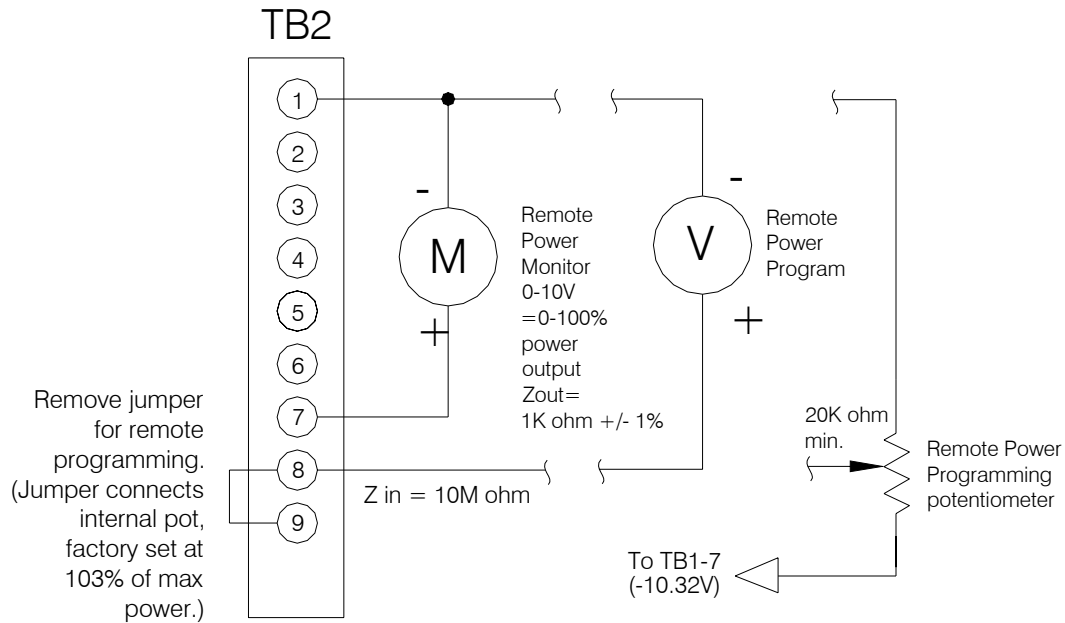 TB2
1
2
3
4
5
6
7
8
9
-
M
+
Remote
Power
Monitor
0-10V
=0-100%
power
output
Zout=
1K ohm +/- 1%
-
V
+
Remote
Power
Program
Remove jumper
for remote
programming.
(Jumper connects
internal pot,
factory set at
103% of max
power.)
Z in = 10M ohm
20K ohm
min.
Remote Power
Programming
potentiometer
To TB1-7
(-10.32V)